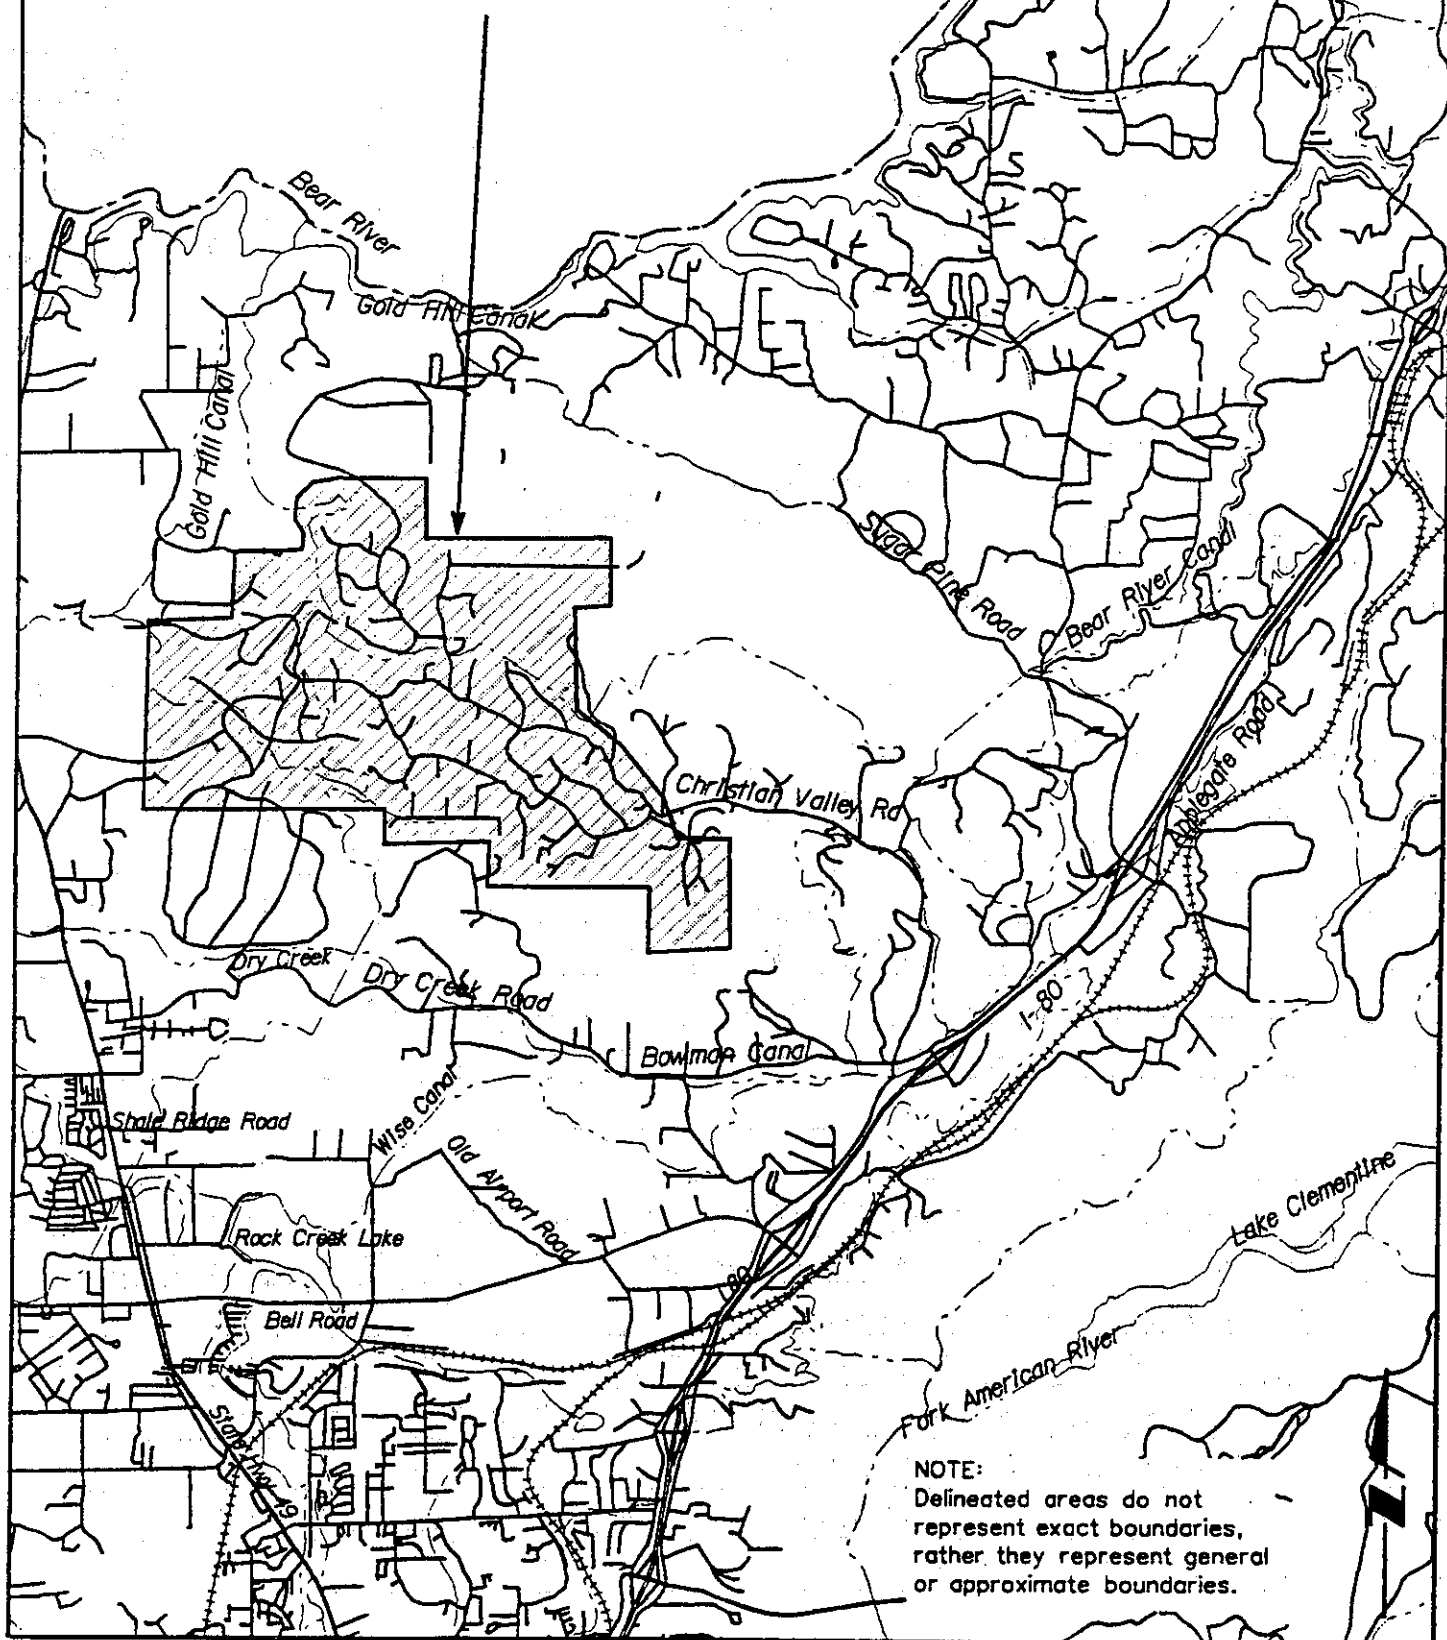 Bear River
Gold Hill Canal
Gold Hill Canal
Sugar Pine Road
Bear River Canal
Applegate Road
Christian Valley Rd
Dry Creek
Dry Creek Road
I-80
Bowman Canal
Shale Ridge Road
Wise Canal
Old Airport Road
Rock Creek Lake
Lake Clementine
80
Bell Road
Fork American River
State Hwy 49
NOTE:
Delineated areas do not
represent exact boundaries,
rather they represent general
or approximate boundaries.
Z